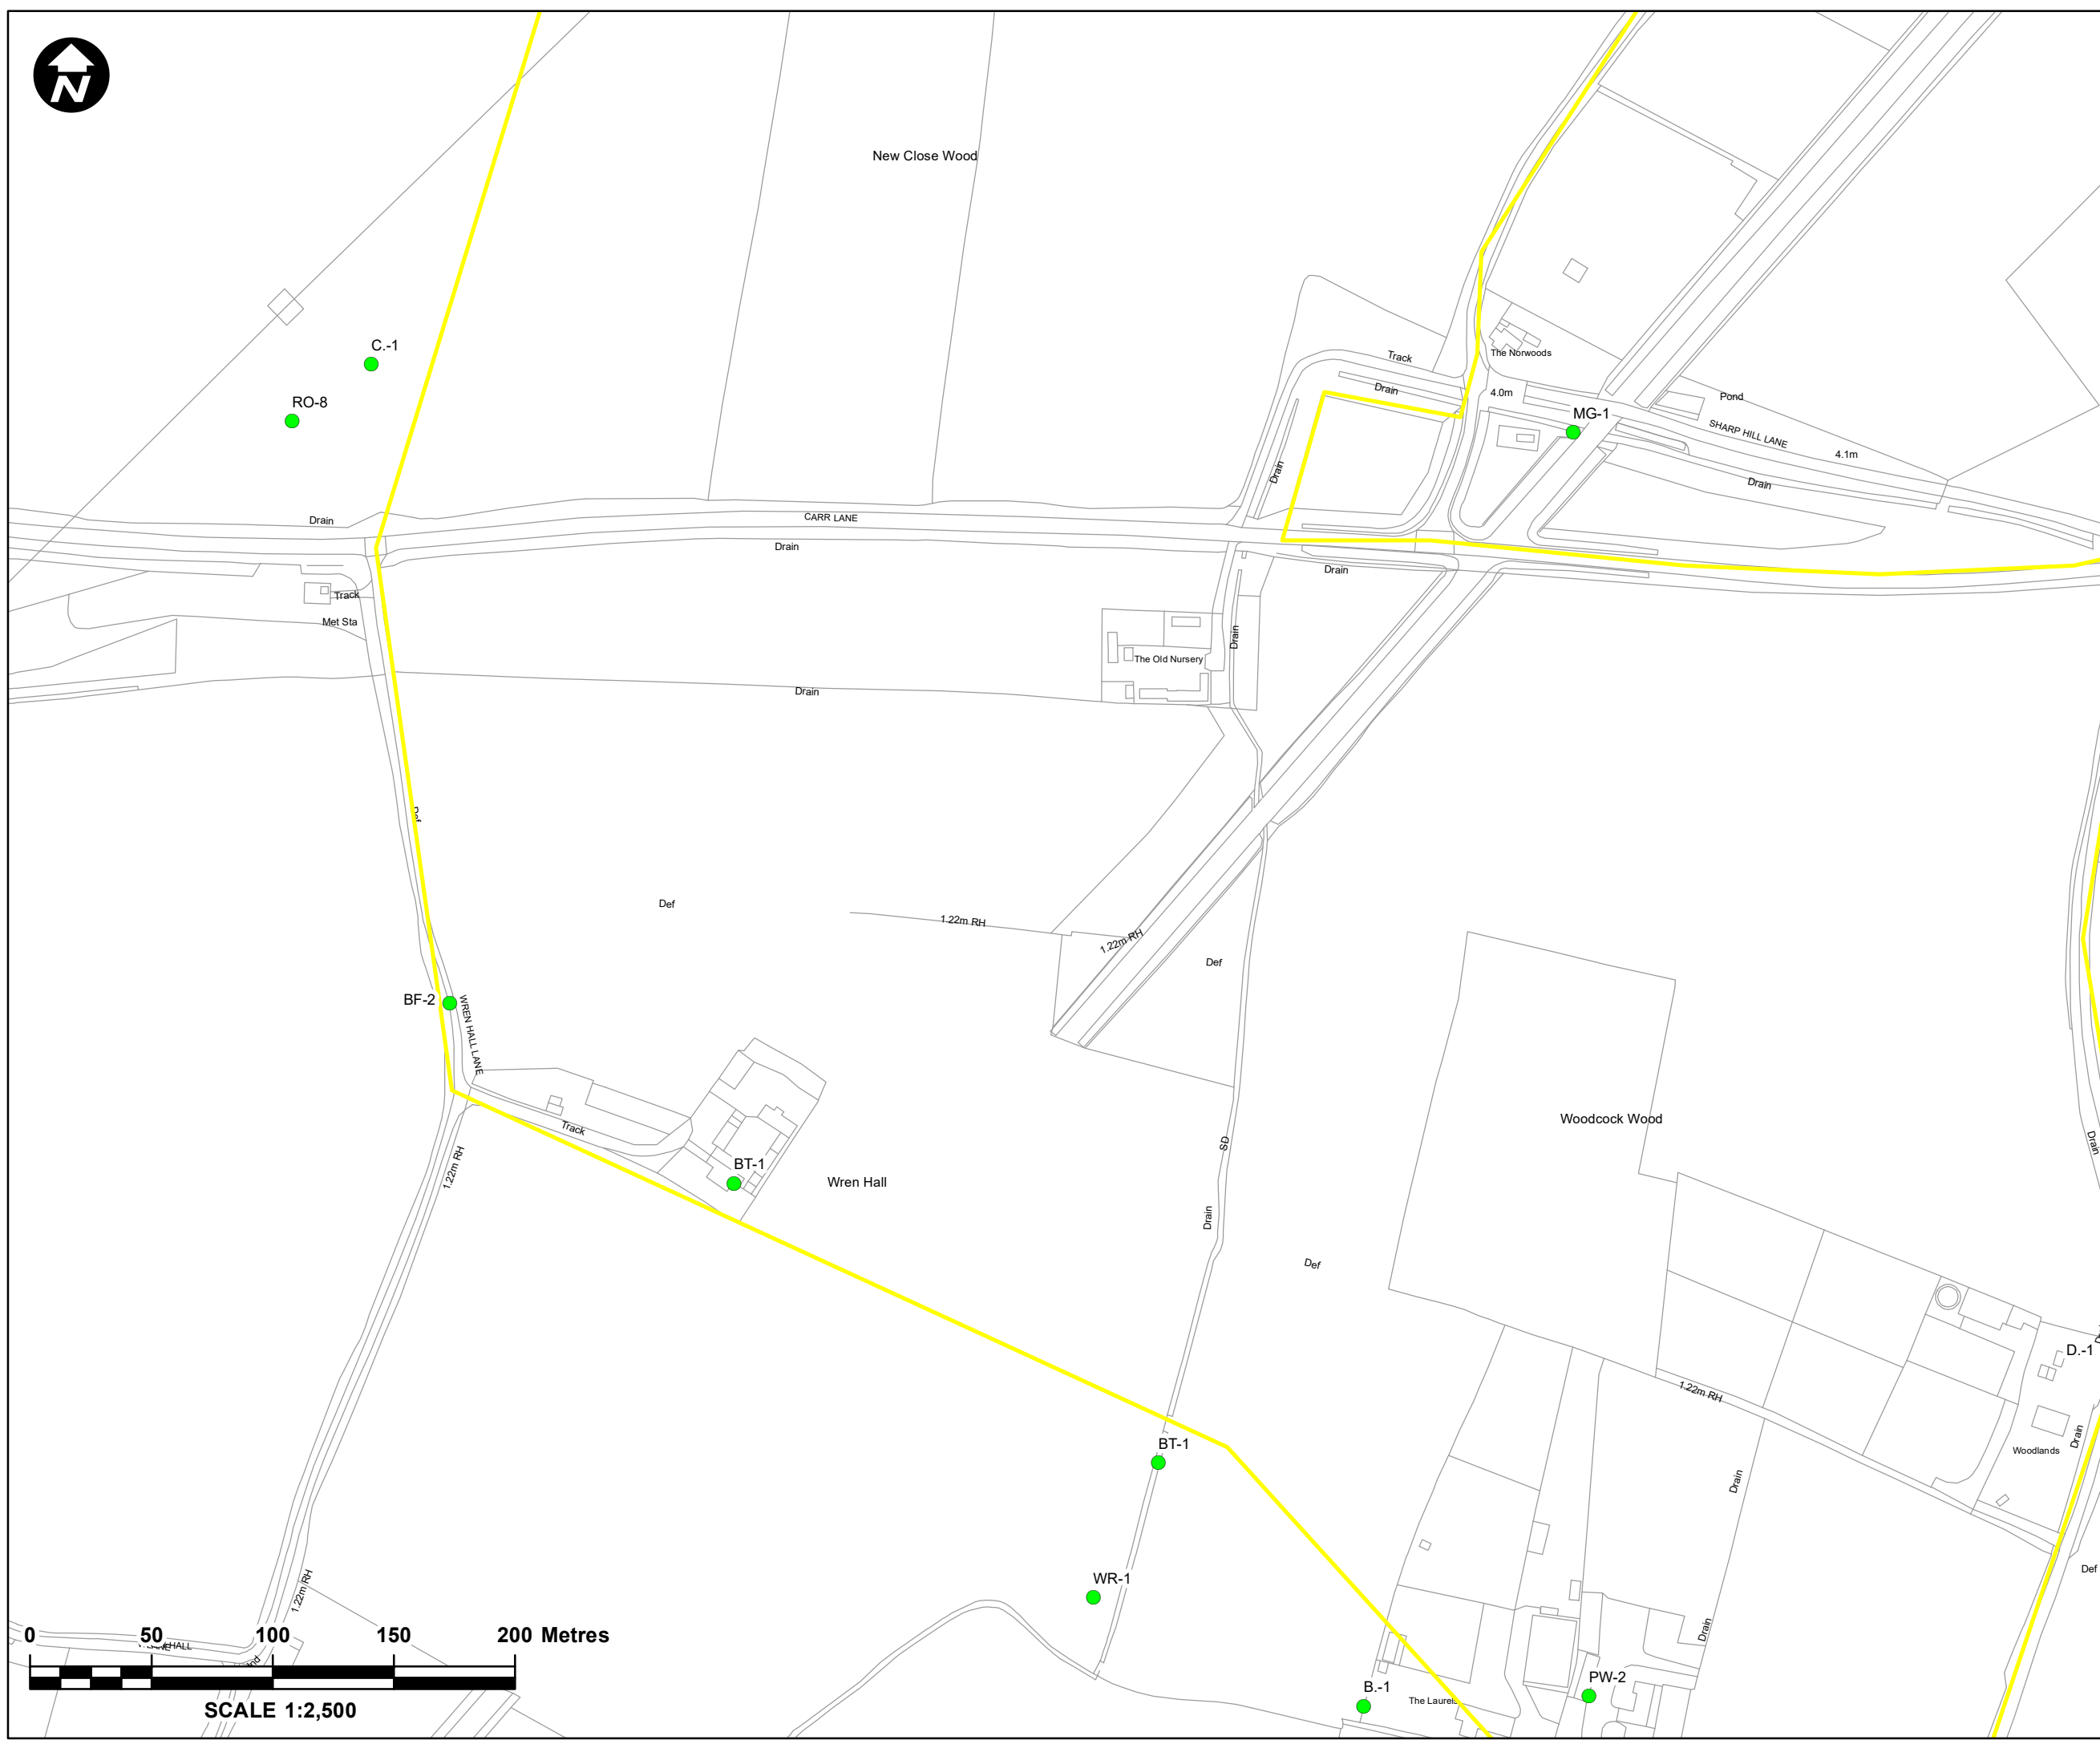 N
New Close Wood
C.-1
RO-8
Track
The Norwoods
Drain
4.0m
Pond
MG-1
SHARP HILL LANE
4.1m
Drain
Drain
Drain
CARR LANE
Drain
Drain
Track
Met Sta
Drain
The Old Nursery
Drain
Def
Def
1.22m RH
1.22m RH
Def
BF-2
WREN HALL LANE
Woodcock Wood
Track
SD
Drain
1.22m RH
BT-1
Wren Hall
Drain
Def
D.-1
1.22m RH
BT-1
Drain
Woodlands
Drain
Def
WR-1
1.22m RH
Drain
0 50 100 150 200 Metres
HALL
SCALE 1:2,500
B.-1
The Laurels
PW-2